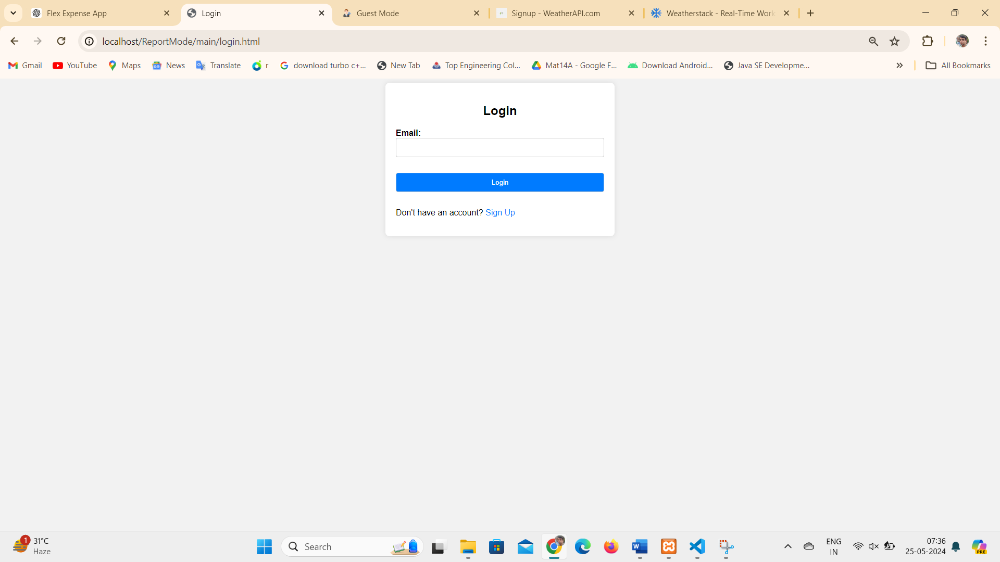 Flex Expense App
Login
Guest Mode
Signup - WeatherAPI.com
Weatherstack - Real-Time World
localhost/ReportMode/main/login.html
Gmail
YouTube
Maps
News
Translate
r
download turbo c+...
New Tab
Top Engineering Col...
Mat14A - Google F...
Download Android...
Java SE Developme...
All Bookmarks
Login
Email:
Login
Don't have an account? Sign Up
1
31°C
Haze
Search
ENG
IN
07:36
25-05-2024
PRE